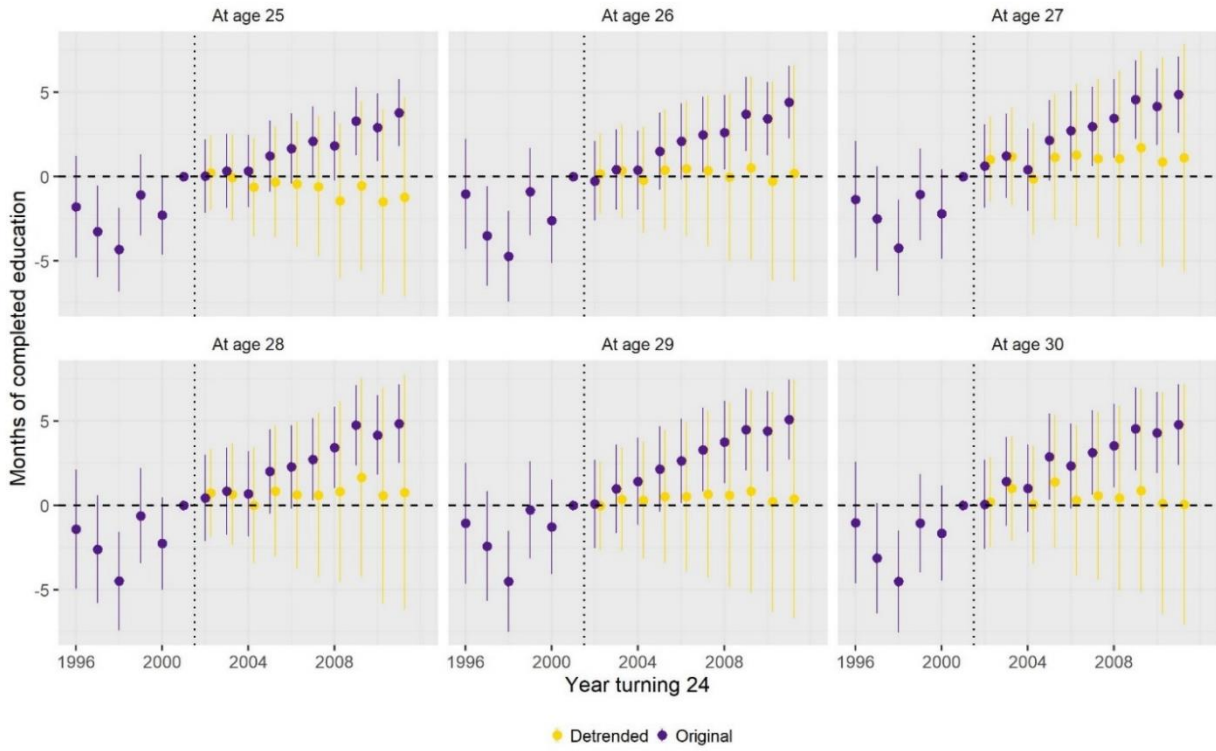 At age 25 At age 26 At age 27
5
0
-5
At age 28 At age 29 At age 30
5
0
-5
Months of completed education
1996 2000 2004 2008 1996 2000 2004 2008 1996 2000 2004 2008
Year turning 24
Detrended Original